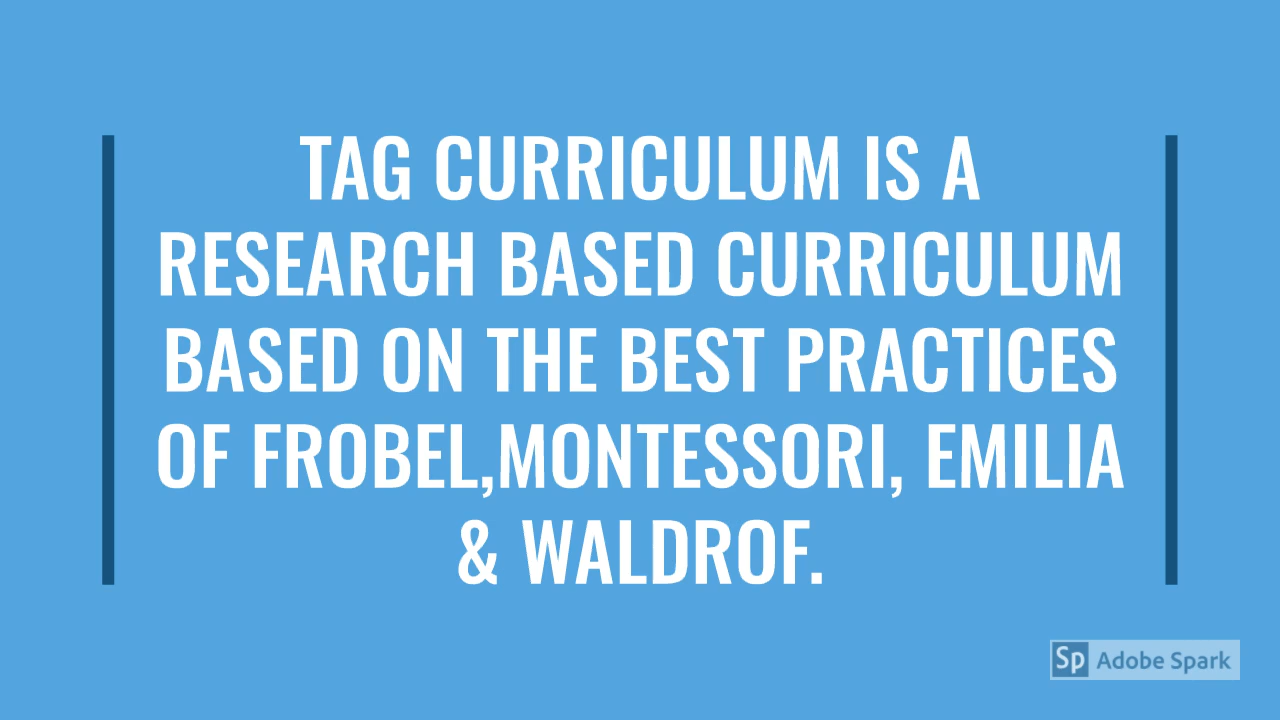 TAG CURRICULUM IS A
RESEARCH BASED CURRICULUM
BASED ON THE BEST PRACTICES
OF FROBEL,MONTESSORI, EMILIA
& WALDROF.
Sp Adobe Spark